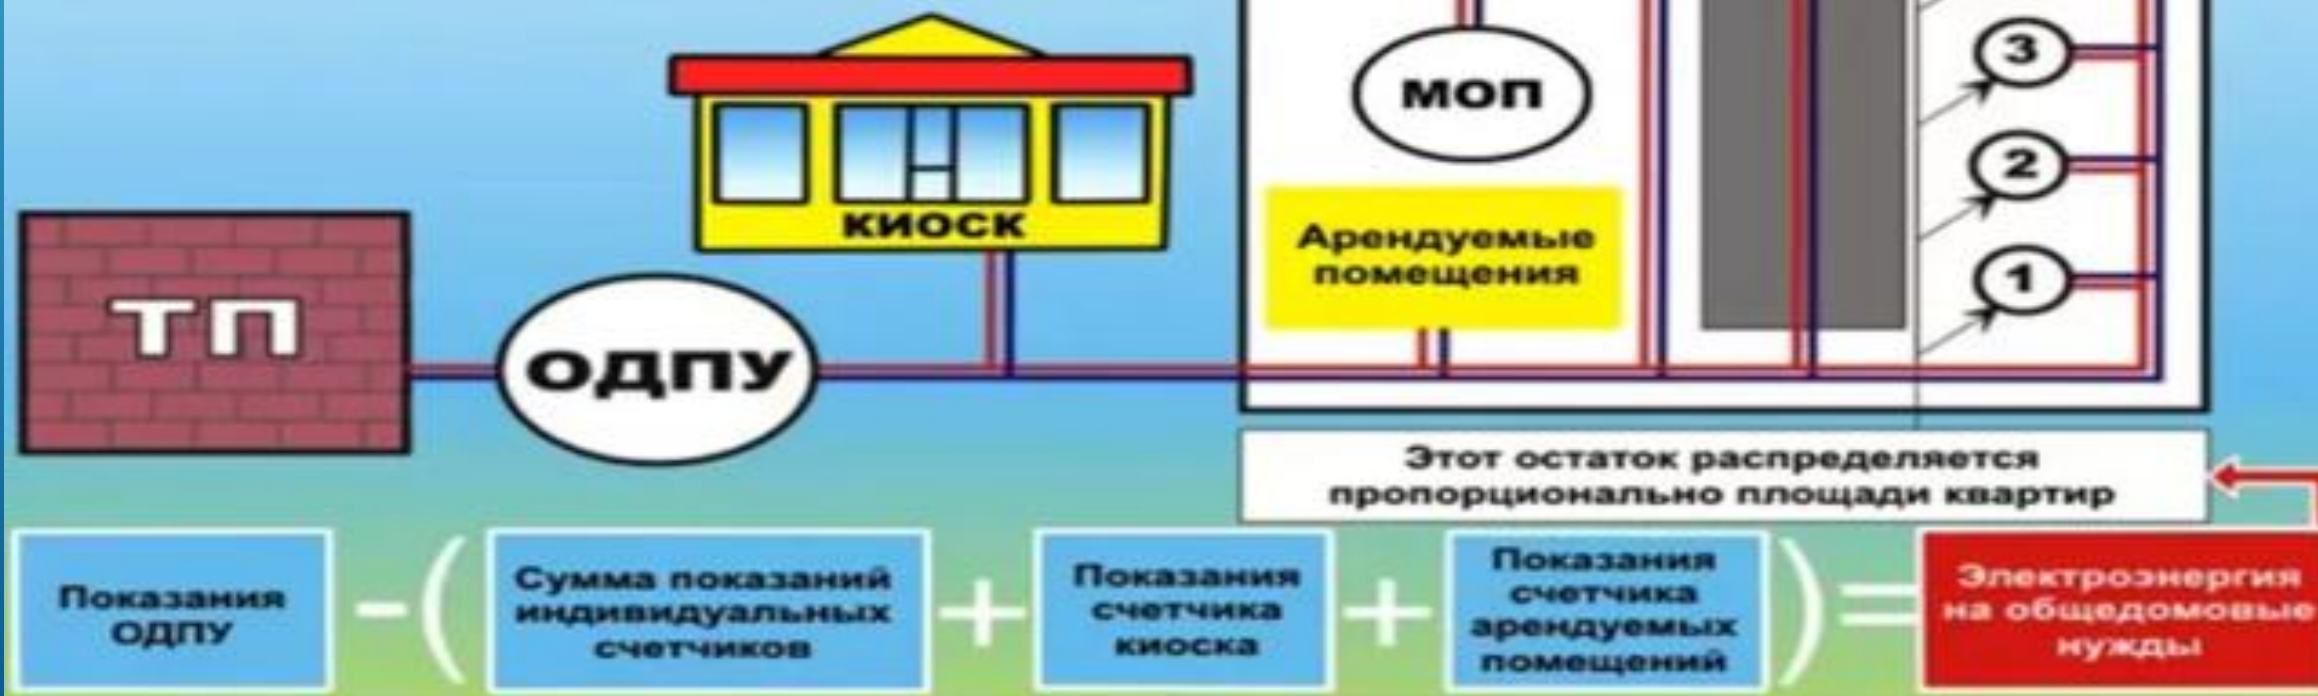 3
МОП
2
КИОСК
Арендуемые
помещения
1
ТП
ОДПУ
Этот остаток распределяется
пропорционально площади квартир
Показания
ОДПУ
-(
Сумма показаний
индивидуальных
счетчиков
+
Показания
счетчика
киоска
+
Показания
счетчика
арендуемых
помещений
)=
Электроэнергия
на общедомовые
нужды